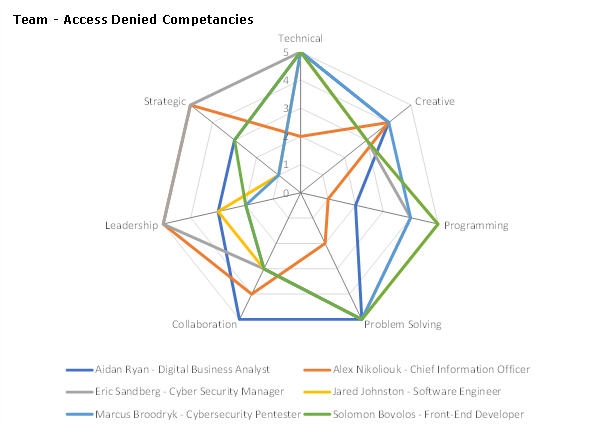 Team - Access Denied Competancies
Technical
5
Strategic
4
Creative
3
2
1
0
Leadership
Programming
Collaboration
Problem Solving
Aidan Ryan - Digital Business Analyst
Alex Nikoliouk - Chief Information Officer
Eric Sandberg - Cyber Security Manager
Jared Johnston - Software Engineer
Marcus Broodryk - Cybersecurity Pentester
Solomon Bovolos - Front-End Developer